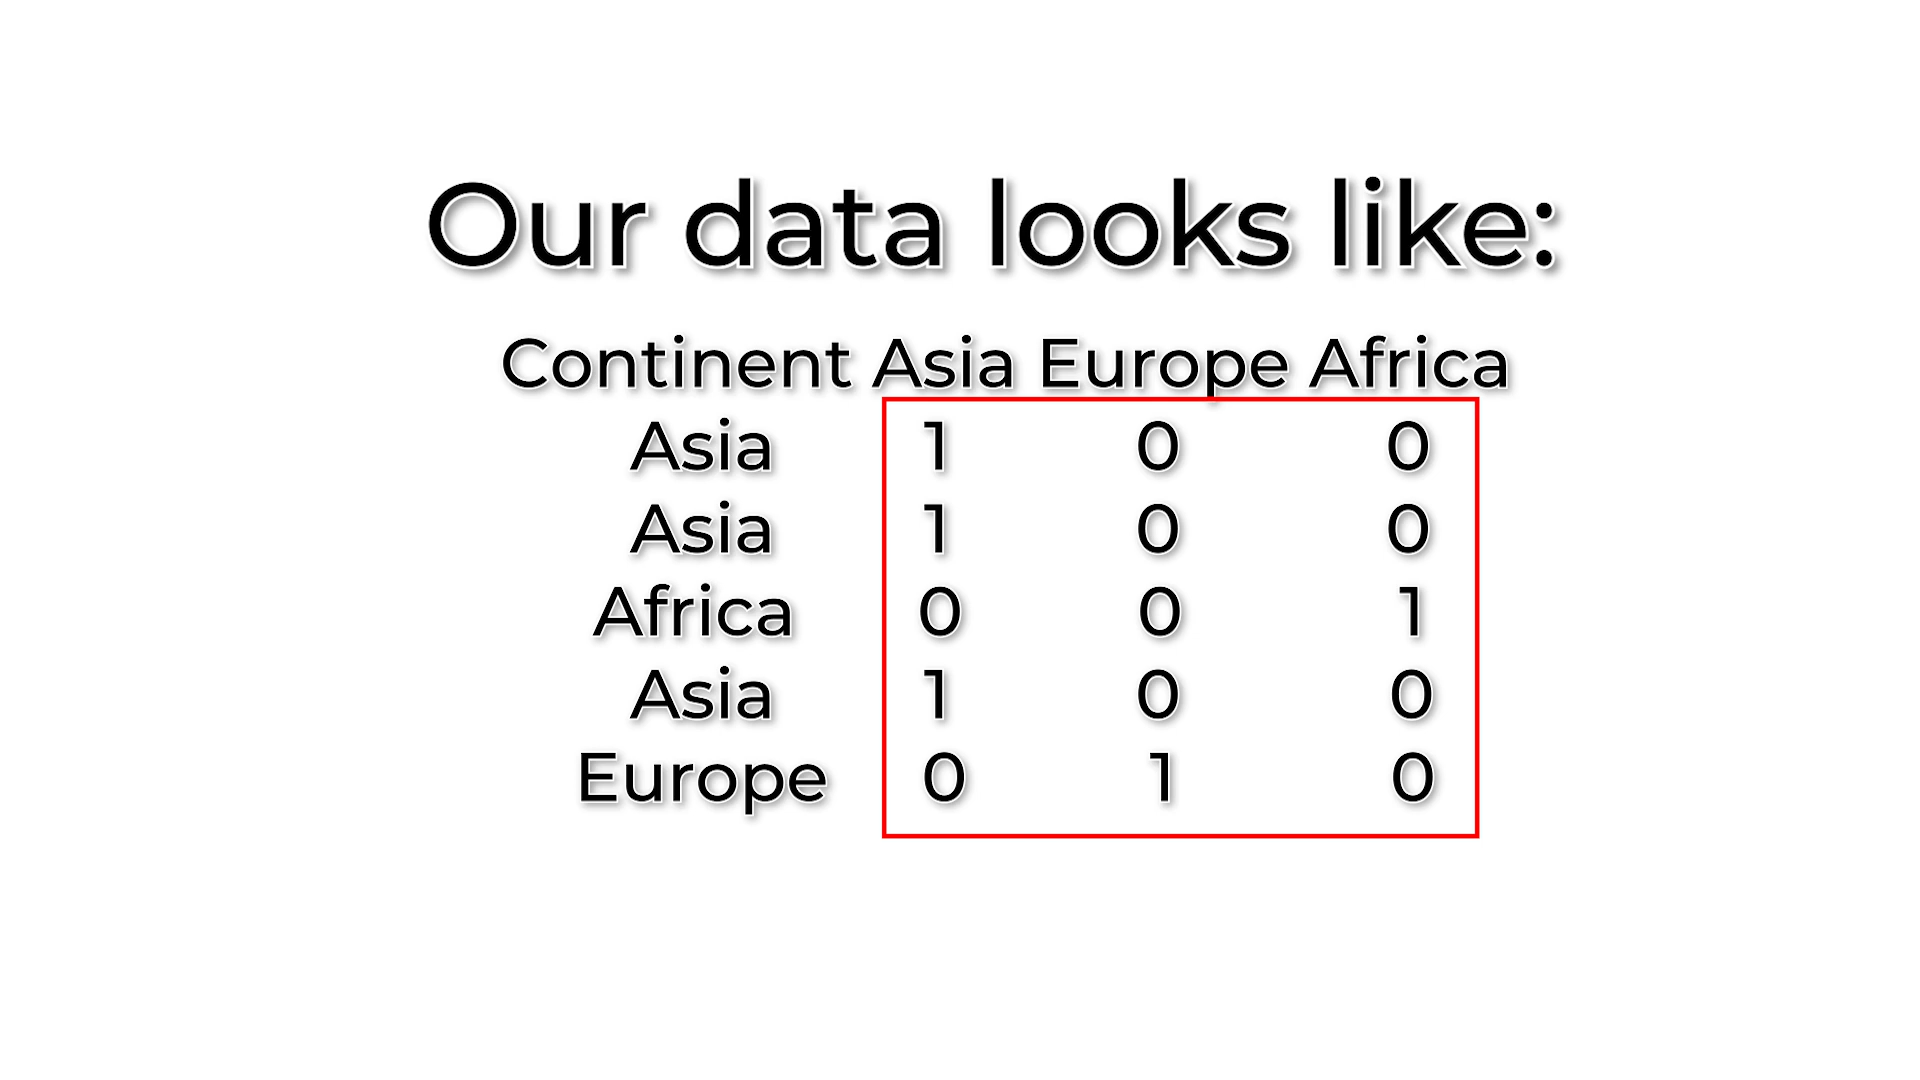 Our data looks like:
Continent Asia Europe Africa
Asia 1 0 0
Asia 1 0 0
Africa 0 0 1
Asia 1 0 0
Europe 0 1 0